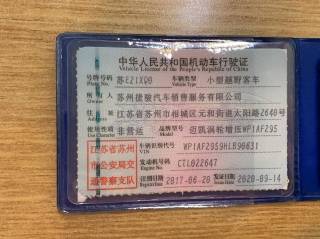 中华人民共和国机动车行驶证
Vehicle License of the People's Republic of China
号牌号码 苏EZ1X90 车辆类型 小型越野客车
Plate No. Vehicle Type
所有人 苏州捷骏汽车销售服务有限公司
Owner
住址 江苏省苏州市相城区元和街道太阳路2640号
Address
使用性质 非营运 品牌型号 迈凯涡轮增压WP1AF295
Use Character Model
江苏省苏州
市公安局交
通警察支队
车辆识别代号 WP1AF2959HLB90631
VIN
发动机号码 CTL022647
Engine No.
注册日期 2017-06-20 发证日期 2020-09-14
Register Date Issue Date